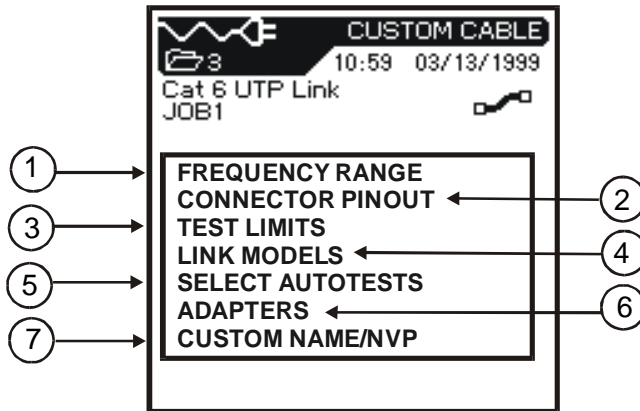 CUSTOM CABLE
3 10:59 03/13/1999
Cat 6 UTP Link
JOB1
1 FREQUENCY RANGE
CONNECTOR PINOUT 2
3 TEST LIMITS
LINK MODELS 4
5 SELECT AUTOTESTS
ADAPTERS 6
7 CUSTOM NAME/NVP